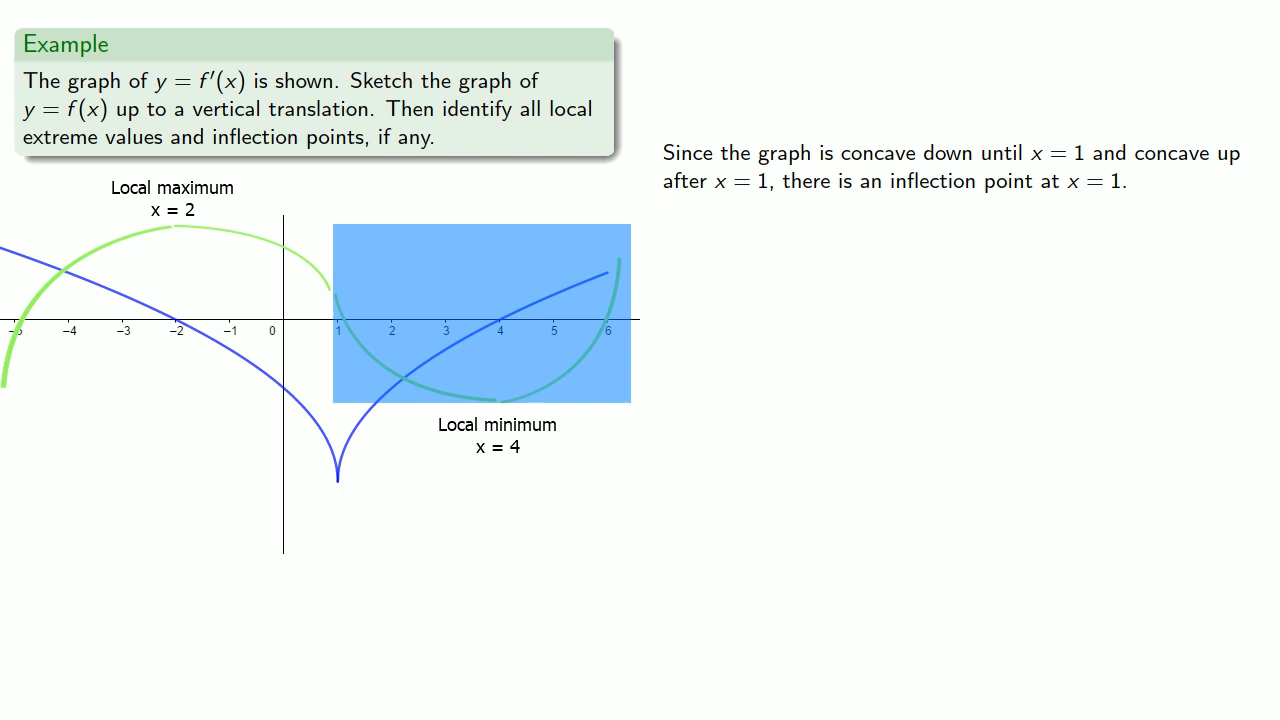 Example
The graph of y = f′(x) is shown. Sketch the graph of
y = f(x) up to a vertical translation. Then identify all local
extreme values and inflection points, if any.
Since the graph is concave down until x = 1 and concave up
after x = 1, there is an inflection point at x = 1.
Local maximum
x = 2
−5 −4 −3 −2 −1 0 1 2 3 4 5 6
Local minimum
x = 4